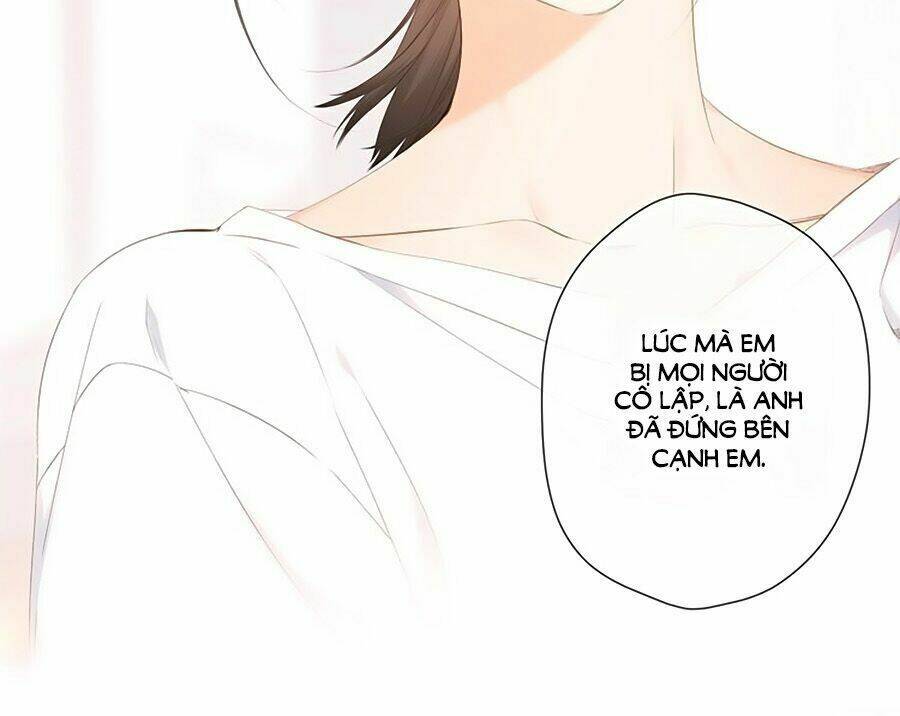 LÚC MÀ EM
BỊ MỌI NGƯỜI
CÔ LẬP, LÀ ANH
ĐÃ ĐỨNG BÊN
CẠNH EM.